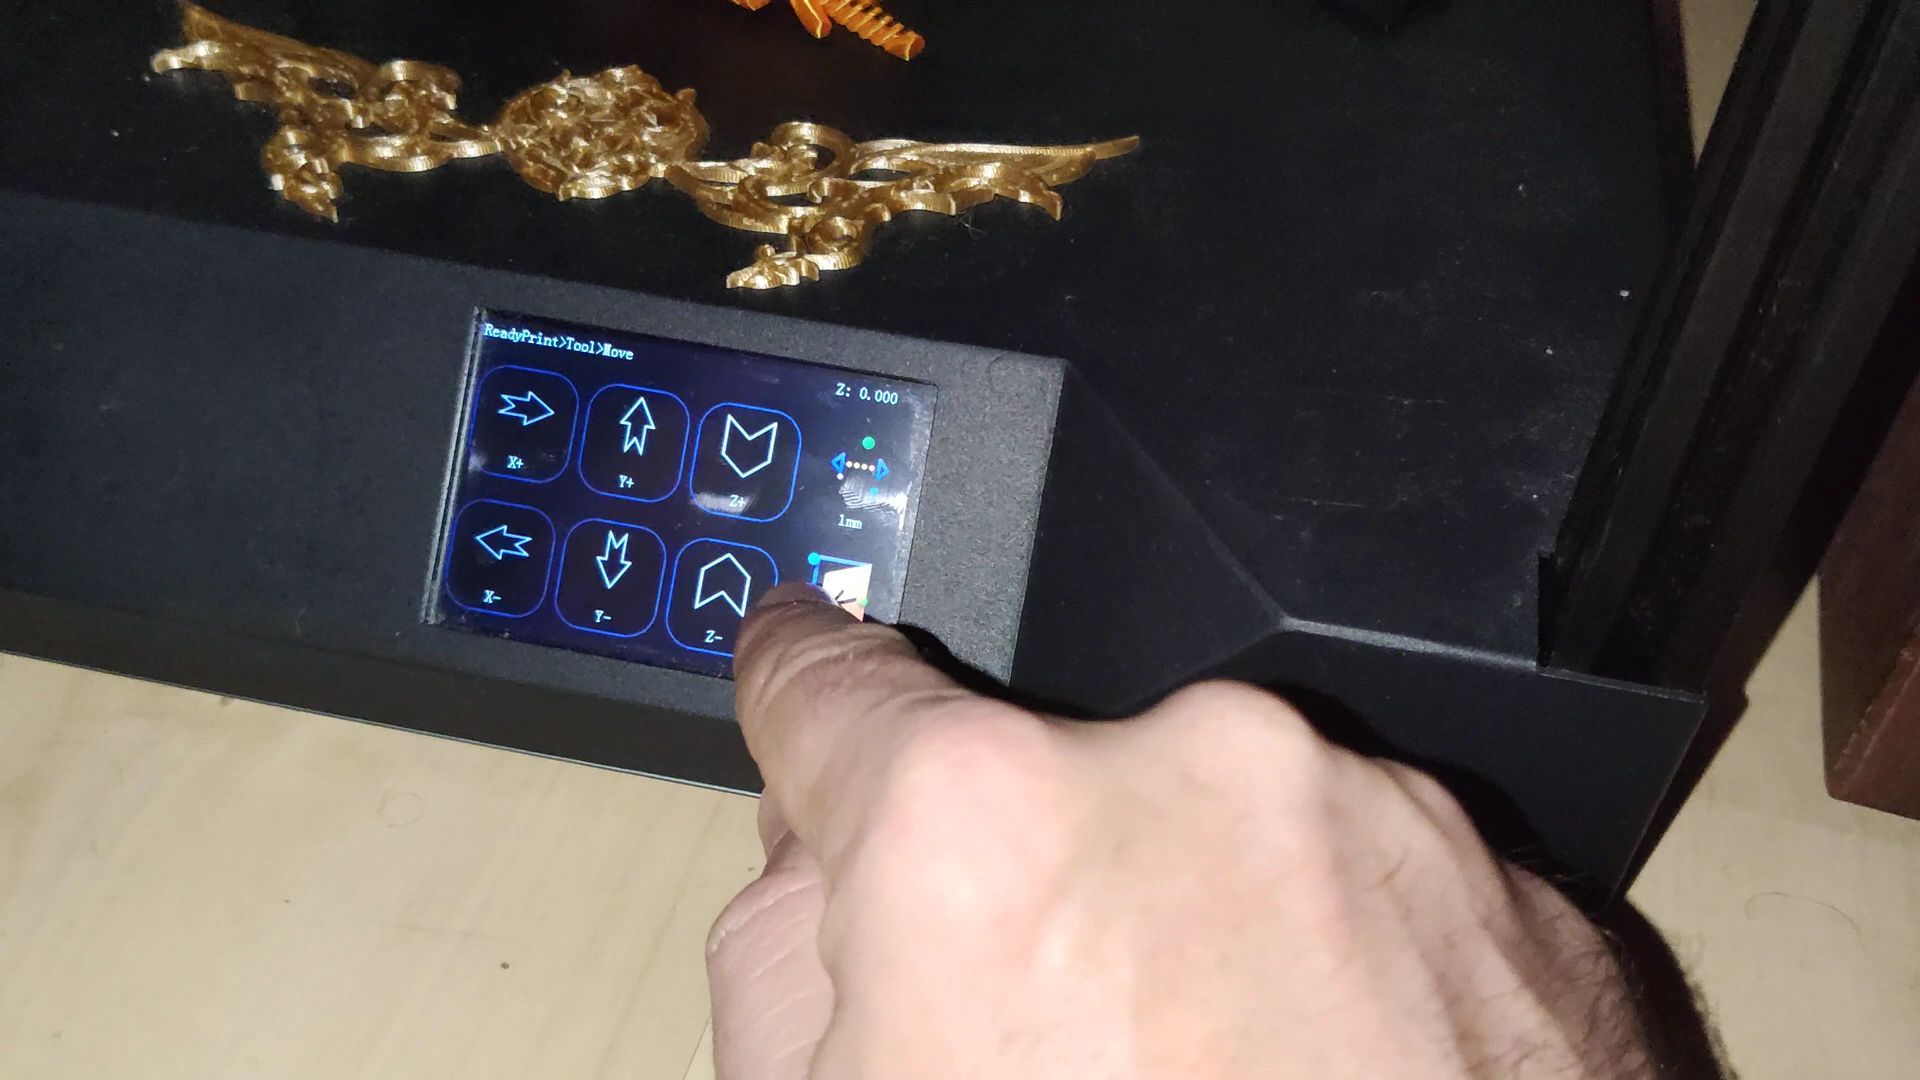 ReadyPrint>Tool>Move
Z: 0.000
X+
Y+
Z+
1mm
X-
Y-
Z-